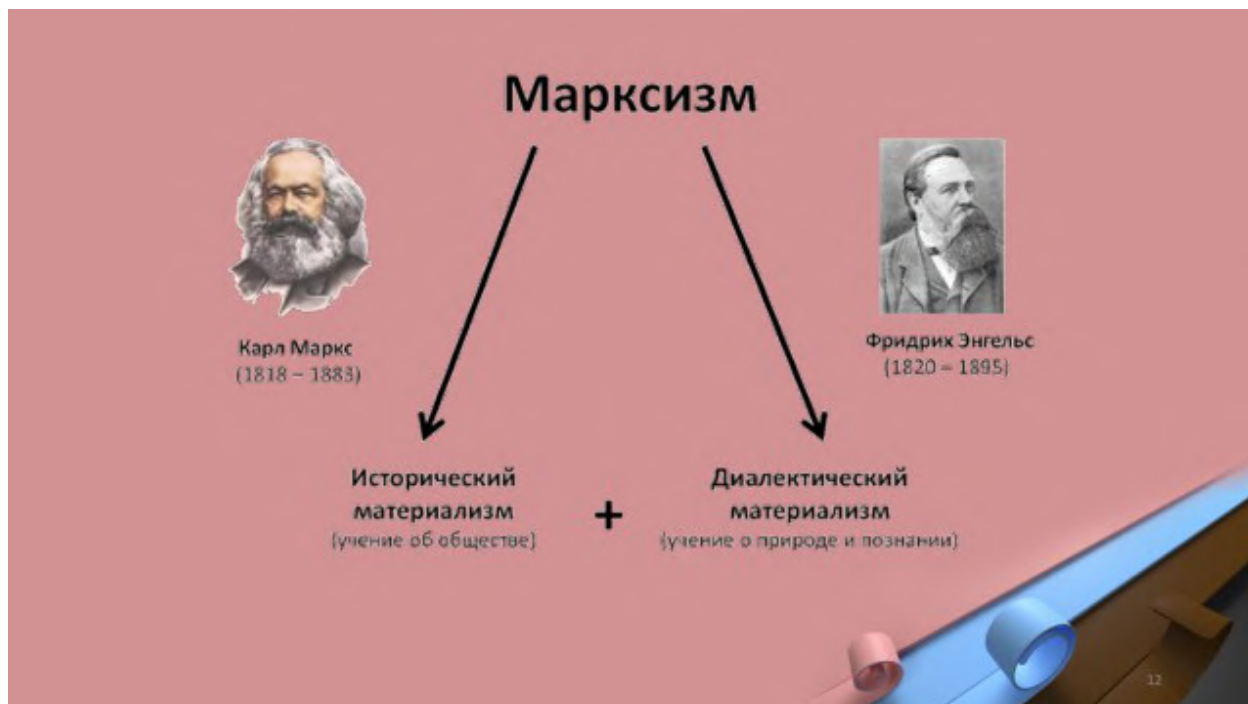 Марксизм
Карл Маркс
(1818 – 1883)
Фридрих Энгельс
(1820 – 1895)
Исторический
материализм
(учение об обществе)
+
Диалектический
материализм
(учение о природе и познании)
12